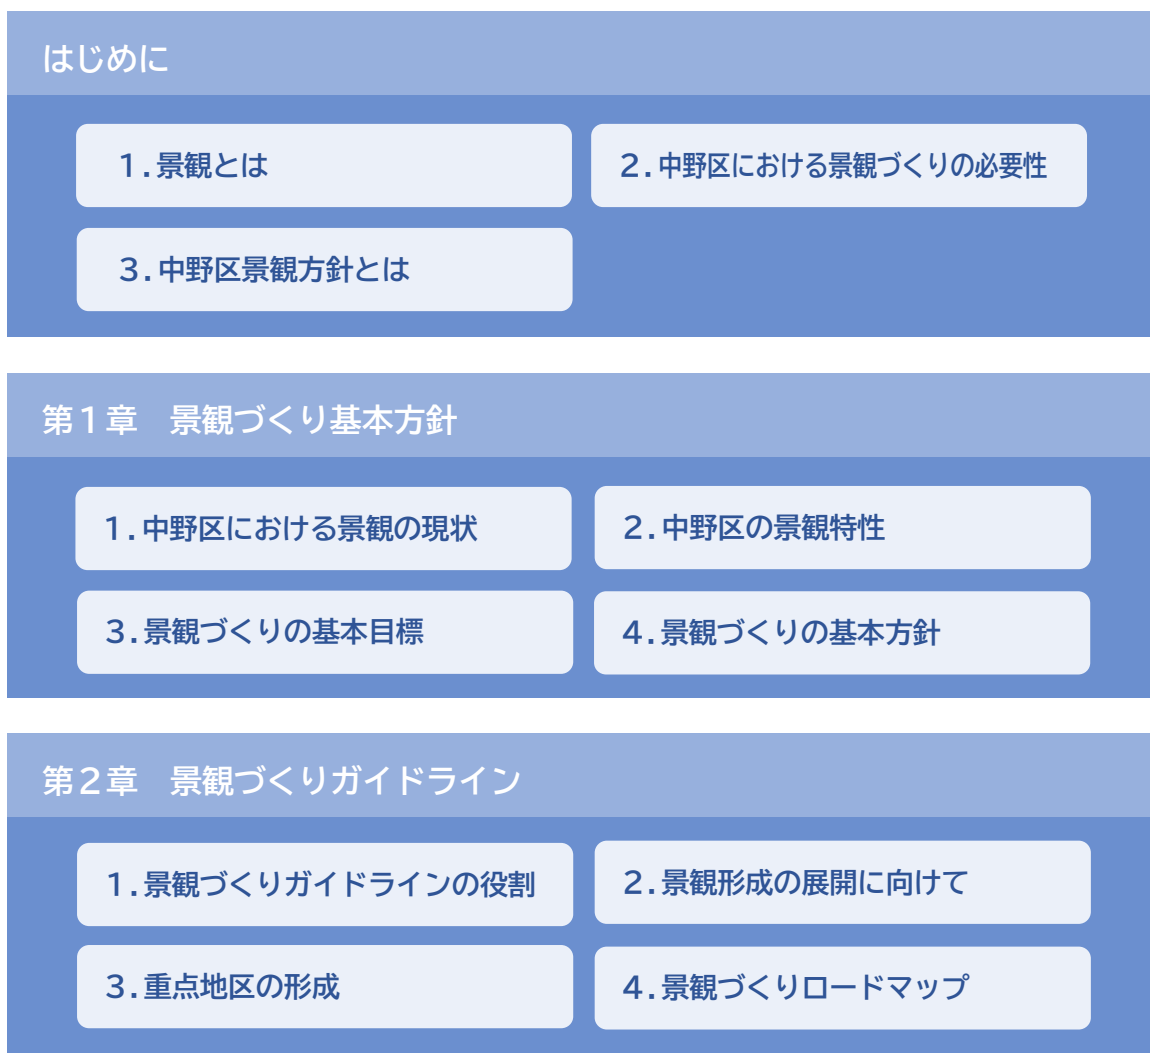 はじめに
1.景観とは
2.中野区における景観づくりの必要性
3.中野区景観方針とは
第1章　景観づくり基本方針
1.中野区における景観の現状
2.中野区の景観特性
3.景観づくりの基本目標
4.景観づくりの基本方針
第2章　景観づくりガイドライン
1.景観づくりガイドラインの役割
2.景観形成の展開に向けて
3.重点地区の形成
4.景観づくりロードマップ